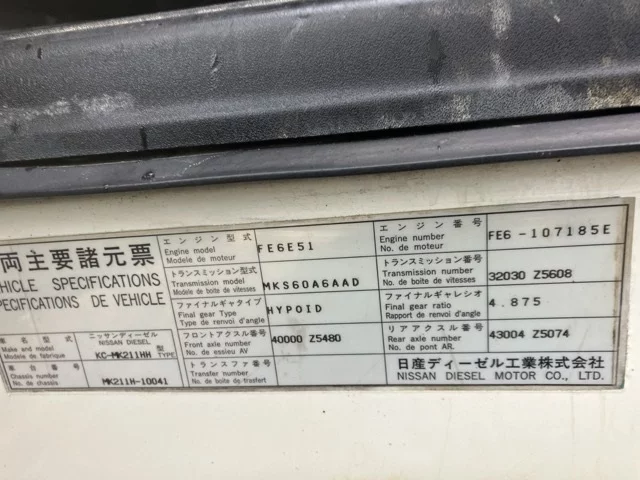 両主要諸元票
HICLE SPECIFICATIONS
PECIFICATIONS DE VEHICLE
車名型式
Make and model
Modèle de fabrique
ニッサンディーゼル
NISSAN DIESEL
KC-MK211HH 型
TYPE
車台番号
Chassis number
No. de chassis
MK211H-10041
エンジン型式
Engine model
Modèle de moteur
FE6E51
エンジン番号
Engine number
No. de moteur
FE6-107185E
トランスミッション型式
Transmission model
Modèle de boîte de vitesses
MKS60A6AAD
トランスミッション番号
Transmission number
No de boite de vitesses
32030 Z5608
ファイナルギャタイプ
Final gear Type
Type de renvoi d'angle
HYPOID
ファイナルギャレシオ
Final gear ratio
Rapport de renvoi d'angle
4.875
フロントアクスル番号
Front axle number
No. de essieu AV
40000 Z5480
リアアクスル番号
Rear axle number
No. de pont AR.
43004 Z5074
トランスファ番号
Transfer number
No. de boite de trasfert
日産ディーゼル工業株式会社
NISSAN DIESEL MOTOR CO., LTD.